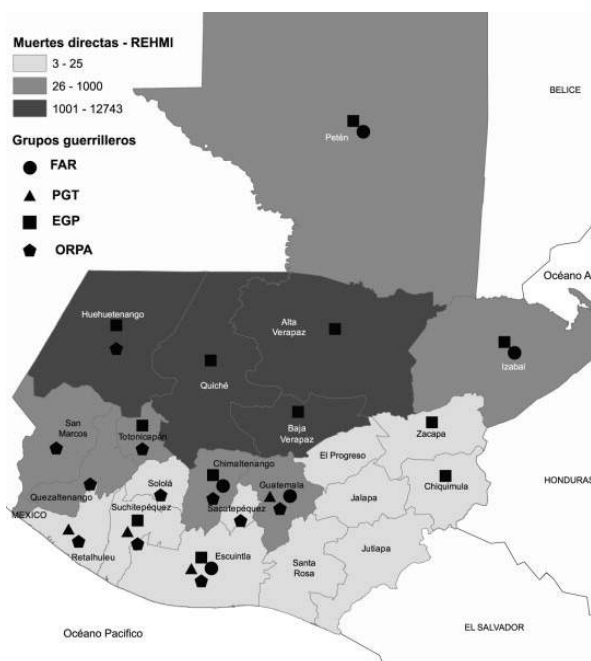 Muertes directas - REHMI
3 - 25
26 - 1000
1001 - 12743
Grupos guerrilleros
FAR
PGT
EGP
ORPA
BELICE
Petén
Océano A
Huehuetenango
Alta
Verapaz
Izabal
Quiché
Baja
Verapaz
San
Marcos
Totonicapán
Zacapa
Chimaltenango
El Progreso
Guatemala
Sololá
Quezaltenango
Sacatepéquez
Jalapa
Chiquimula
HONDURAS
MEXICO
Suchitepéquez
Retalhuleu
Escuintla
Santa
Rosa
Jutiapa
Océano Pacifico
EL SALVADOR